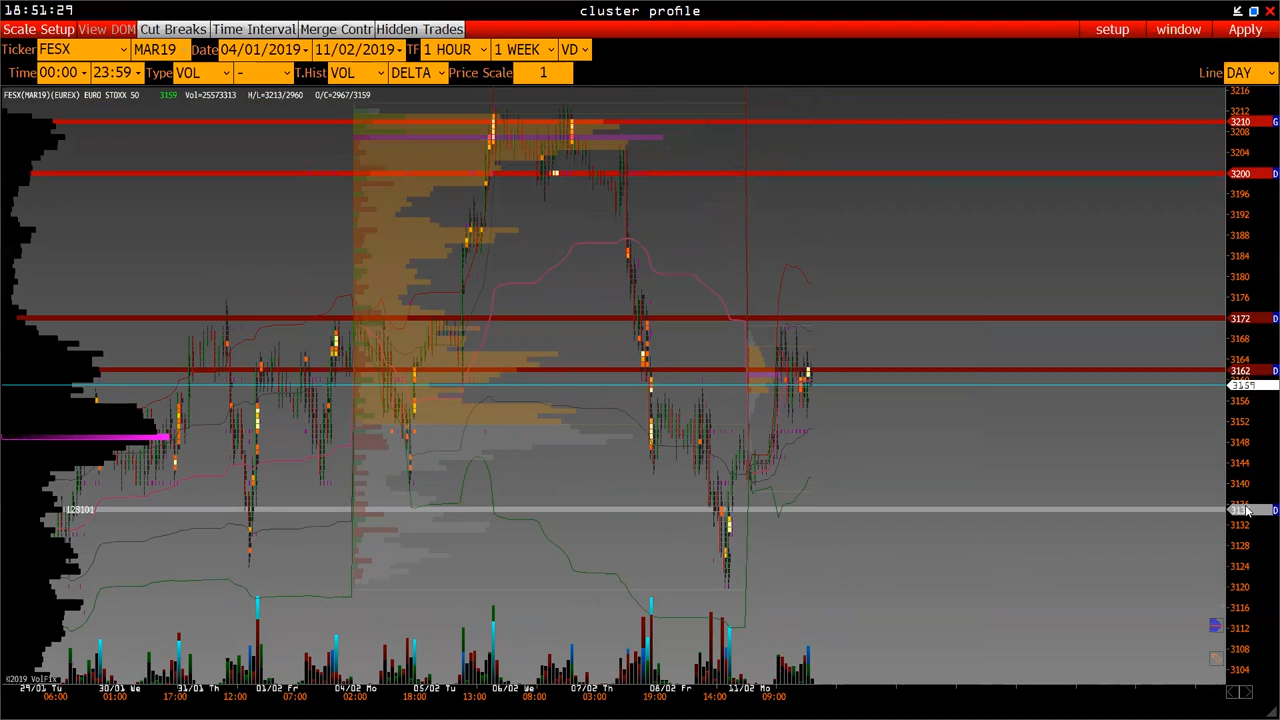 18:51:29 cluster profile
Scale Setup View DOM Cut Breaks Time Interval Merge Contr Hidden Trades setup window Apply
Ticker FESX MAR19 Date 04/01/2019 - 11/02/2019 TF 1 HOUR 1 WEEK VD
Time 00:00 - 23:59 Type VOL - T.Hist VOL DELTA Price Scale 1 Line DAY
FESX(MAR19)(EUREX) EURO STOXX 50 3159 Vol=25573313 H/L=3213/2960 O/C=2967/3159
3216
3212
3210
3208
3204
3200 D
3196
3192
3188
3184
3180
3176
3172 D
3168
3164
3162 D
3159
3156
3152
3148
3144
3140
128101 D
3132
3128
3124
3120
3116
3112
3108
3104
©2019 VolFix
29/01 Tu 30/01 We 31/01 Th 01/02 Fr 04/02 Mo 05/02 Tu 06/02 We 07/02 Th 08/02 Fr 11/02 Mo
06:00 01:00 17:00 07:00 02:00 18:00 13:00 08:00 03:00 19:00 14:00 09:00